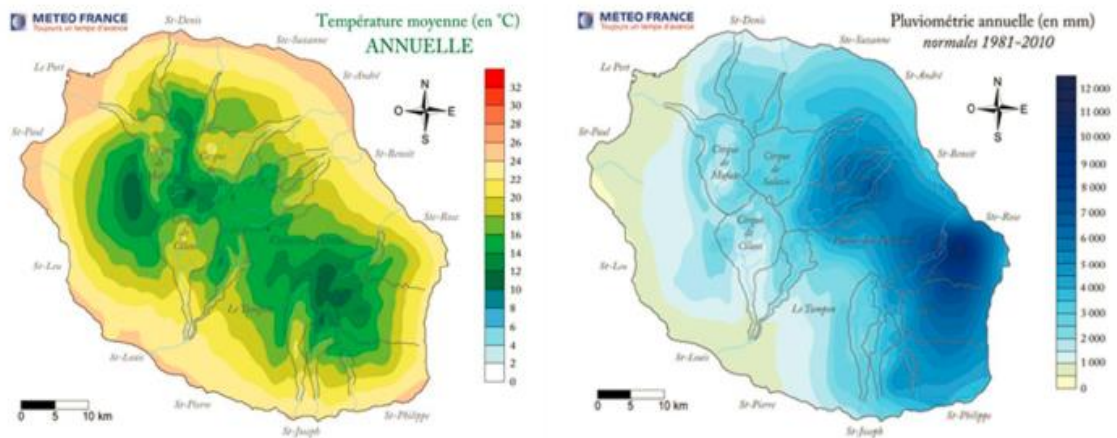 METEO FRANCE
Toujours un temps d'avance
Température moyenne (en °C)
ANNUELLE
St-Denis
Ste-Suzanne
Le Port
St-André
St-Paul
St-Benoit
Ste-Rose
St-Leu
St-Louis
St-Pierre
St-Joseph
St-Philippe
Cirque
de
Cilaos
Le Tampon
N
O
E
S
32
30
28
26
24
22
20
18
16
14
12
10
8
6
4
2
0
0 5 10 km
METEO FRANCE
Toujours un temps d'avance
Pluviométrie annuelle (en mm)
normales 1981-2010
St-Denis
Ste-Suzanne
Le Port
St-André
St-Paul
Cirque
de
Mafate
Cirque
de
Salazie
St-Benoit
Ste-Rose
Cirque
de
Cilaos
St-Leu
Le Tampon
St-Louis
St-Pierre
St-Joseph
St-Philippe
N
O
E
S
12 000
11 000
10 000
9 000
8 000
7 000
6 000
5 000
4 000
3 000
2 000
1 000
0
0 5 10 km